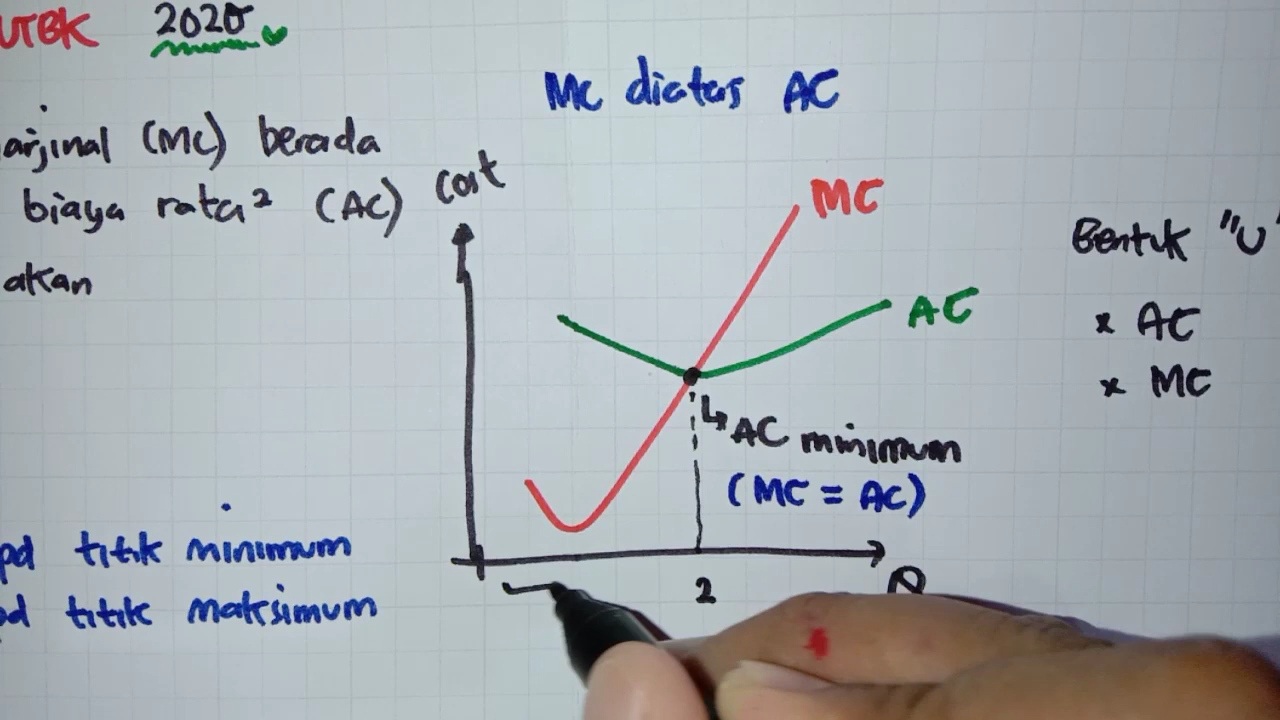 UTBK 2020
MC diatas AC
arjinal (MC) berada
biaya rata² (AC)
akan
cost
MC
AC
AC minimum
(MC = AC)
2
Q
Bentuk "U"
x AC
x MC
pd titik minimum
pd titik maksimum